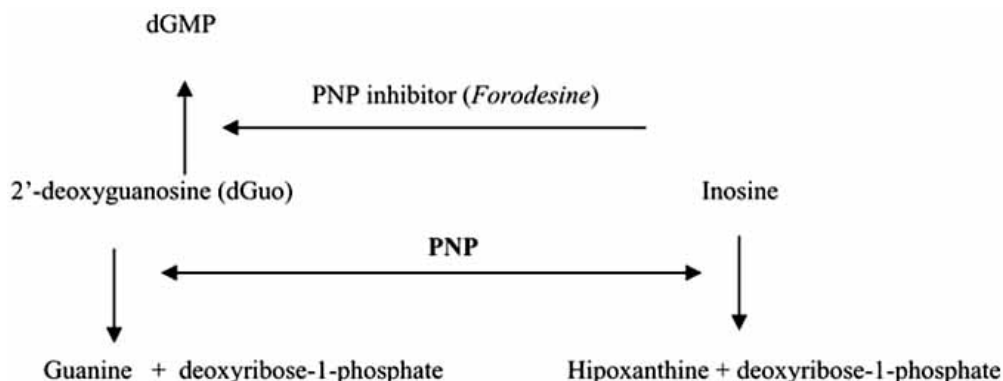 dGMP
PNP inhibitor (Forodesine)
2’-deoxyguanosine (dGuo) Inosine
PNP
Guanine + deoxyribose-1-phosphate Hipoxanthine + deoxyribose-1-phosphate